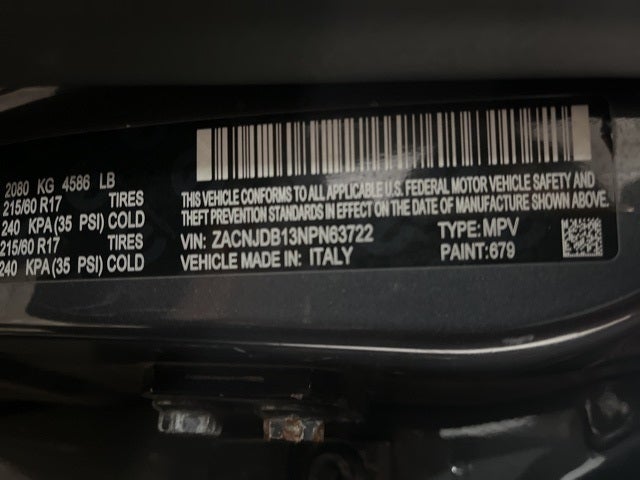 2080 KG 4586 LB
215/60 R17 TIRES
240 KPA(35 PSI) COLD
215/60 R17 TIRES
240 KPA(35 PSI) COLD
THIS VEHICLE CONFORMS TO ALL APPLICABLE U.S. FEDERAL MOTOR VEHICLE SAFETY AND
THEFT PREVENTION STANDARDS IN EFFECT ON THE DATE OF MANUFACTURE SHOWN ABOVE.
VIN: ZACNJDB13NPN63722 TYPE: MPV
VEHICLE MADE IN: ITALY PAINT: 679